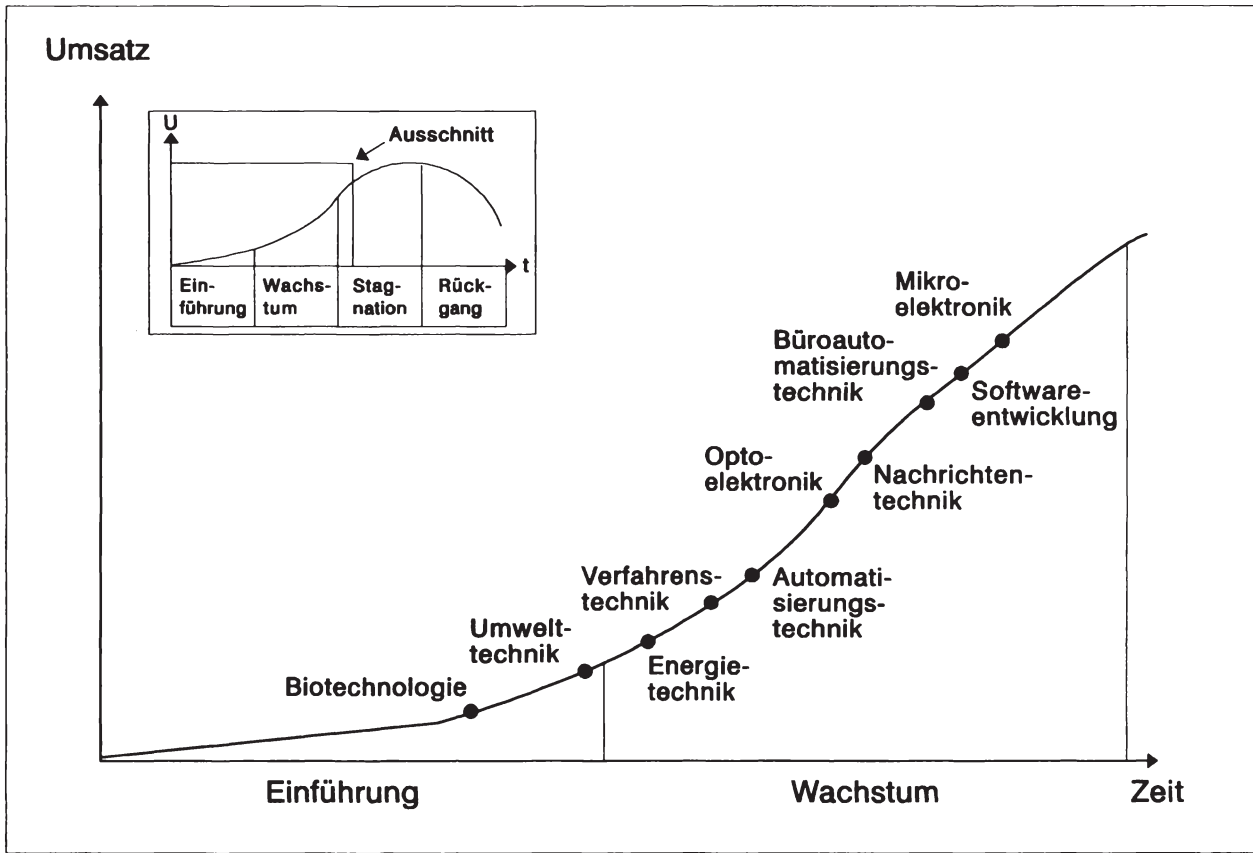 Umsatz
U
Ausschnitt
t
Ein-
führung
Wachs-
tum
Stag-
nation
Rück-
gang
Mikro-
elektronik
Büroauto-
matisierungs-
technik
Software-
entwicklung
Opto-
elektronik
Nachrichten-
technik
Verfahrens-
technik
Automati-
sierungs-
technik
Umwelt-
technik
Energie-
technik
Biotechnologie
Einführung
Wachstum
Zeit